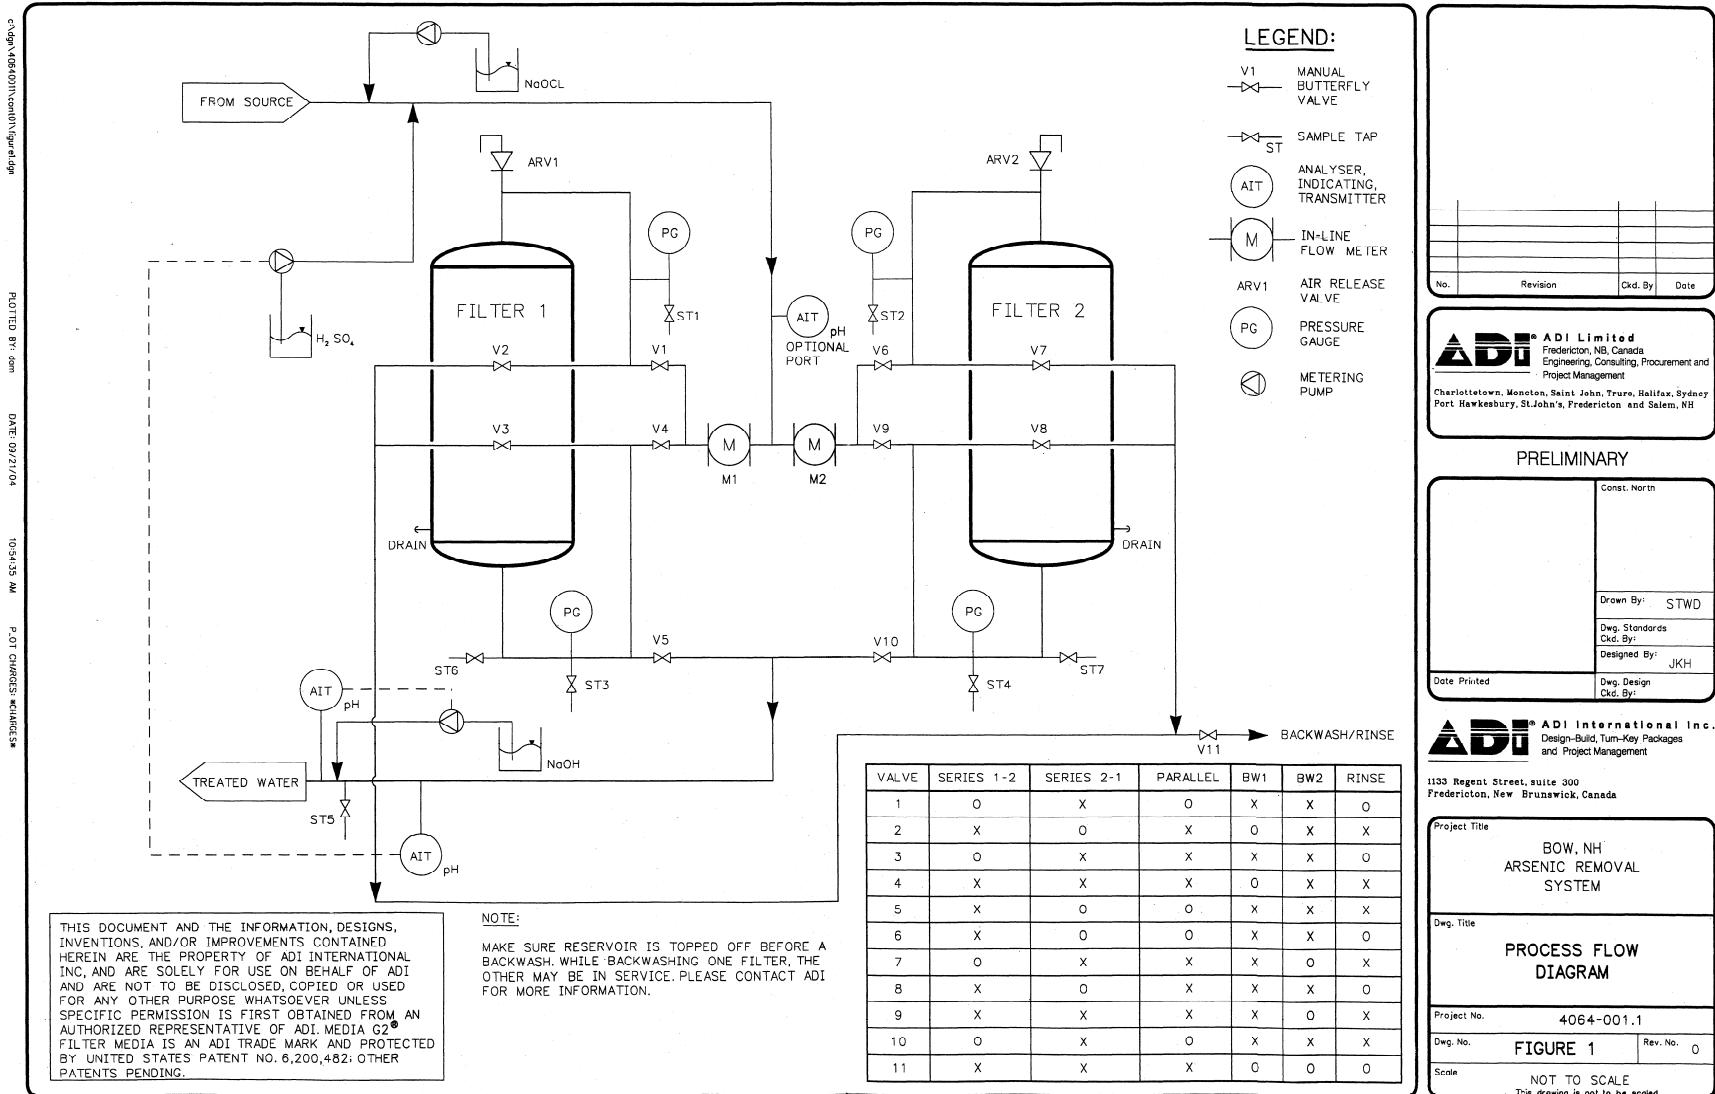 c:\dgn\40640011\cont01\figure1.dgn
PLOTTED BY: dom
DATE: 09/21/04
10:54:35 AM
PLOT CHARGES: *CHARGES*
NaOCL
FROM SOURCE
ARV1
ARV2
PG
PG
H₂ SO₄
FILTER 1
FILTER 2
ST1
AIT
pH
OPTIONAL
PORT
ST2
V2
V1
V6
V7
V3
V4
V9
V8
M
M
M1
M2
DRAIN
DRAIN
PG
PG
V5
V10
ST6
ST3
ST4
ST7
AIT
pH
NaOH
TREATED WATER
ST5
AIT
pH
BACKWASH/RINSE
V11
LEGEND:
V1
MANUAL
BUTTERFLY
VALVE
ST
SAMPLE TAP
AIT
ANALYSER,
INDICATING,
TRANSMITTER
M
IN-LINE
FLOW METER
ARV1
AIR RELEASE
VALVE
PG
PRESSURE
GAUGE
METERING
PUMP
VALVE SERIES 1-2 SERIES 2-1 PARALLEL BW1 BW2 RINSE
1 O X O X X O
2 X O X O X X
3 O X X X X O
4 X X X O X X
5 X O O X X X
6 X O O X X O
7 O X X X O X
8 X O X X X O
9 X X X X O X
10 O X O X X X
11 X X X O O O
THIS DOCUMENT AND THE INFORMATION, DESIGNS,
INVENTIONS, AND/OR IMPROVEMENTS CONTAINED
HEREIN ARE THE PROPERTY OF ADI INTERNATIONAL
INC, AND ARE SOLELY FOR USE ON BEHALF OF ADI
AND ARE NOT TO BE DISCLOSED, COPIED OR USED
FOR ANY OTHER PURPOSE WHATSOEVER UNLESS
SPECIFIC PERMISSION IS FIRST OBTAINED FROM AN
AUTHORIZED REPRESENTATIVE OF ADI. MEDIA G2®
FILTER MEDIA IS AN ADI TRADE MARK AND PROTECTED
BY UNITED STATES PATENT NO. 6,200,482; OTHER
PATENTS PENDING.
NOTE:
MAKE SURE RESERVOIR IS TOPPED OFF BEFORE A
BACKWASH. WHILE BACKWASHING ONE FILTER, THE
OTHER MAY BE IN SERVICE. PLEASE CONTACT ADI
FOR MORE INFORMATION.
No. Revision Ckd. By Date
ADI®
ADI Limited
Fredericton, NB, Canada
Engineering, Consulting, Procurement and
Project Management
Charlottetown, Moncton, Saint John, Truro, Halifax, Sydney
Port Hawkesbury, St.John's, Fredericton and Salem, NH
PRELIMINARY
Const. North
Drawn By: STWD
Dwg. Standards
Ckd. By:
Designed By: JKH
Date Printed
Dwg. Design
Ckd. By:
ADI®
ADI International Inc.
Design–Build, Turn–Key Packages
and Project Management
1133 Regent Street, suite 300
Fredericton, New Brunswick, Canada
Project Title
BOW, NH
ARSENIC REMOVAL
SYSTEM
Dwg. Title
PROCESS FLOW
DIAGRAM
Project No. 4064-001.1
Dwg. No. FIGURE 1 Rev. No. 0
Scale
NOT TO SCALE
This drawing is not to be scaled